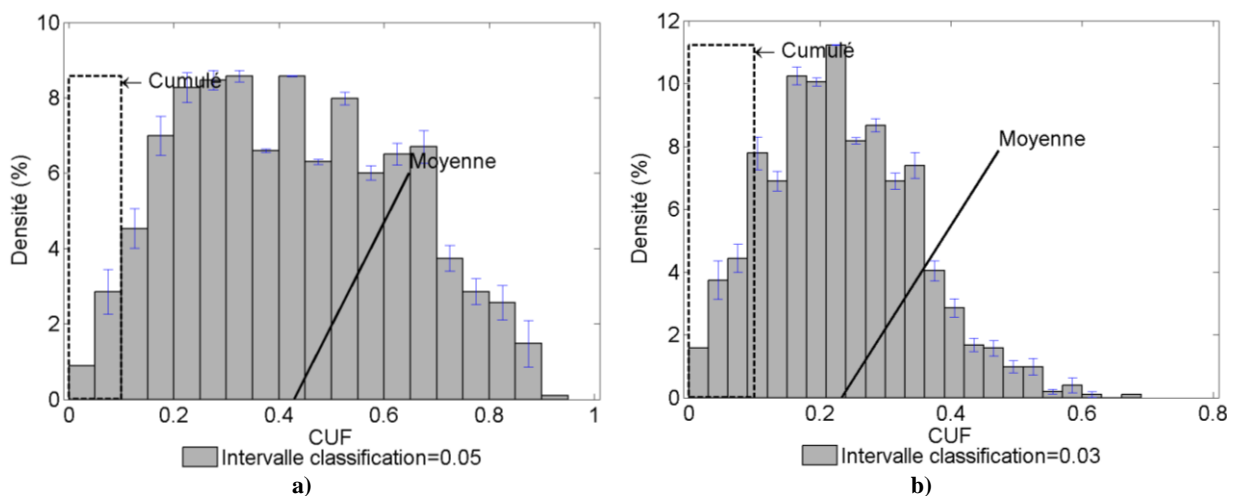 10
8
6
4
2
0
Densité (%)
← Cumulé
Moyenne
0 0.2 0.4 0.6 0.8 1
CUF
Intervalle classification=0.05
a)
12
10
8
6
4
2
0
Densité (%)
← Cumulé
Moyenne
0 0.2 0.4 0.6 0.8
CUF
Intervalle classification=0.03
b)